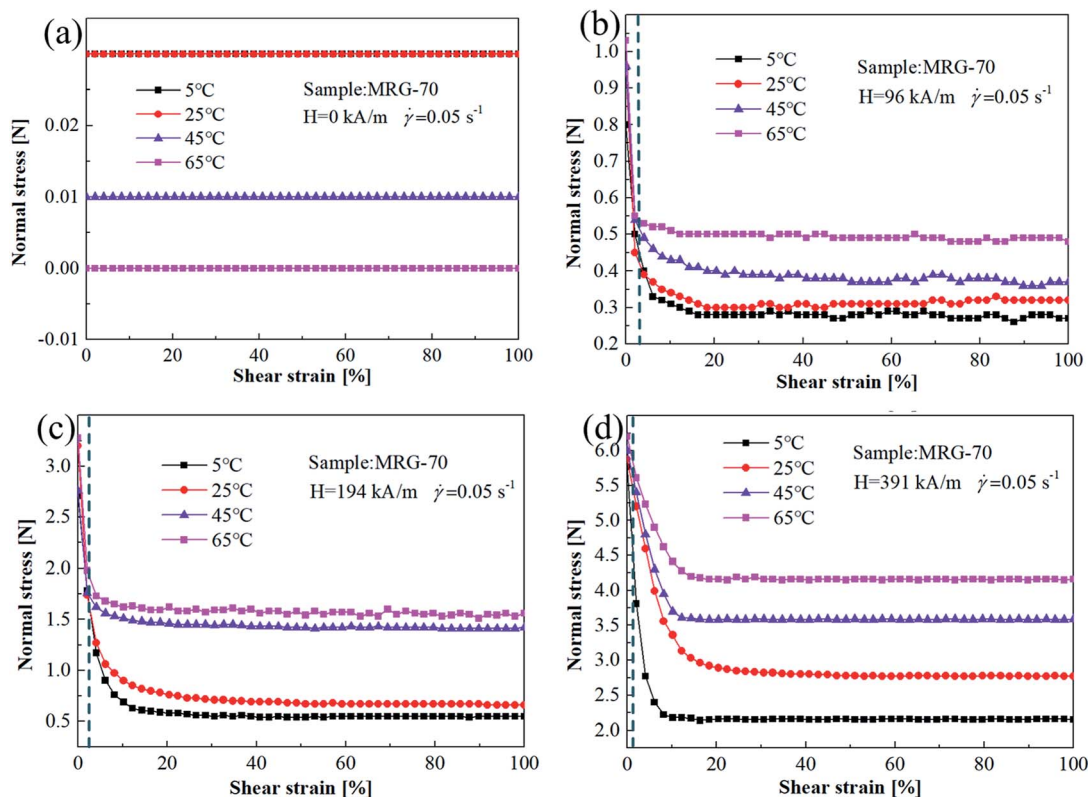 (a)
5℃
25℃
45℃
65℃
Sample:MRG-70
H=0 kA/m γ̇=0.05 s⁻¹
Normal stress [N]
0.02
0.01
0.00
-0.01
0 20 40 60 80 100
Shear strain [%]
(b)
5℃
25℃
45℃
65℃
Sample:MRG-70
H=96 kA/m γ̇=0.05 s⁻¹
Normal stress [N]
1.0
0.9
0.8
0.7
0.6
0.5
0.4
0.3
0.2
0 20 40 60 80 100
Shear strain [%]
(c)
5℃
25℃
45℃
65℃
Sample:MRG-70
H=194 kA/m γ̇=0.05 s⁻¹
Normal stress [N]
3.0
2.5
2.0
1.5
1.0
0.5
0 20 40 60 80 100
Shear strain [%]
(d)
5℃
25℃
45℃
65℃
Sample:MRG-70
H=391 kA/m γ̇=0.05 s⁻¹
Normal stress [N]
6.0
5.5
5.0
4.5
4.0
3.5
3.0
2.5
2.0
0 20 40 60 80 100
Shear strain [%]